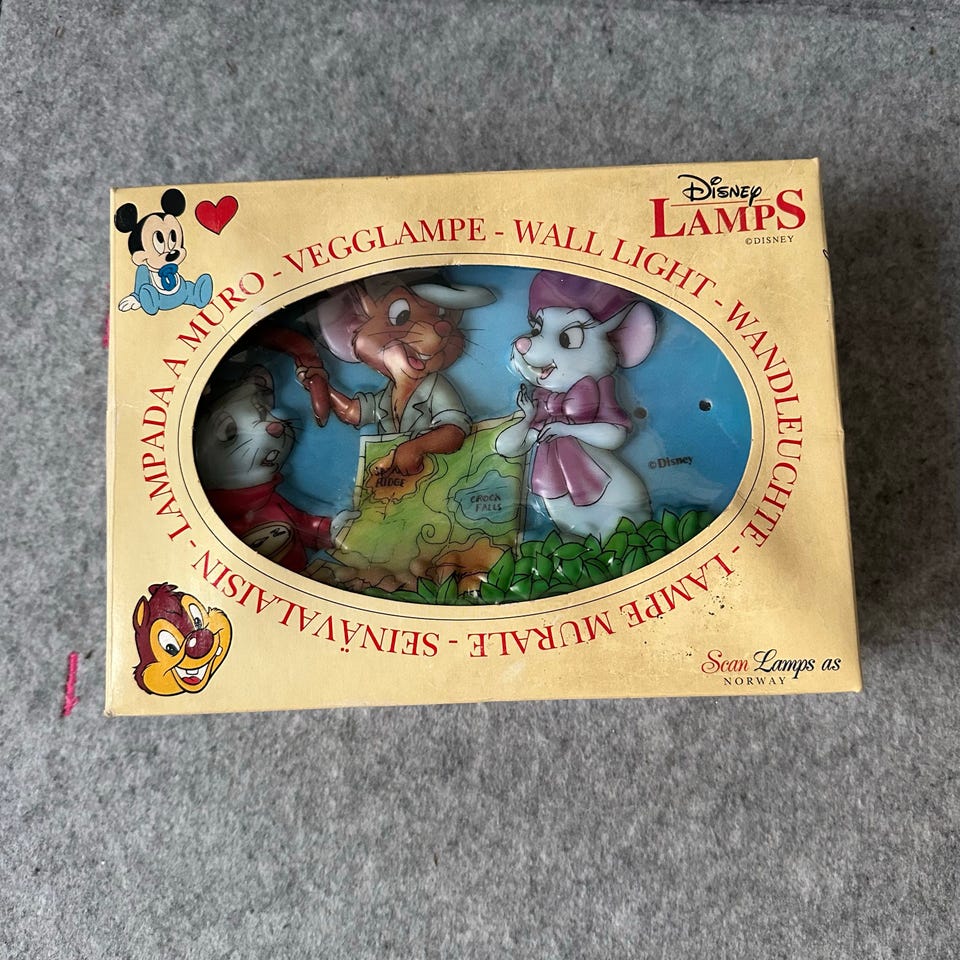 Disney
LAMPS
©DISNEY
LAMPADA A MURO - VEGGLAMPE - WALL LIGHT - WANDLEUCHTE - LAMPE MURALE - SEINÄVALAISIN -
RIDGE
CROCK
FALLS
©Disney
Scan Lamps as
NORWAY